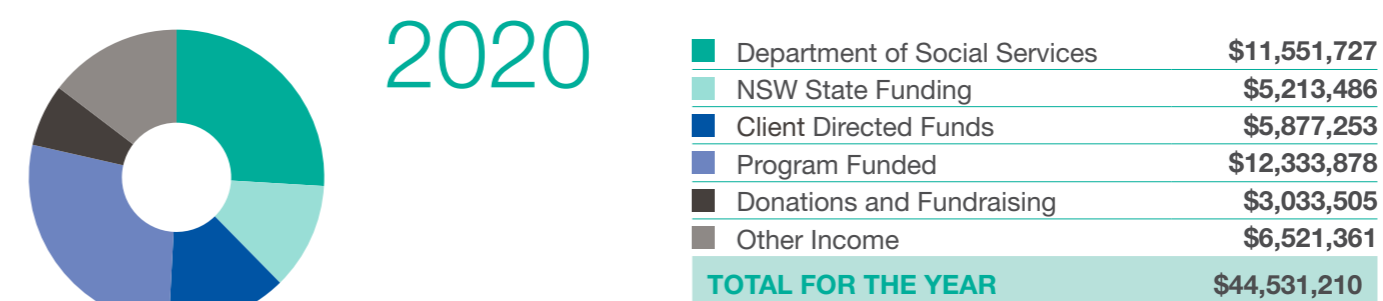 2020
Department of Social Services $11,551,727
NSW State Funding $5,213,486
Client Directed Funds $5,877,253
Program Funded $12,333,878
Donations and Fundraising $3,033,505
Other Income $6,521,361
TOTAL FOR THE YEAR $44,531,210